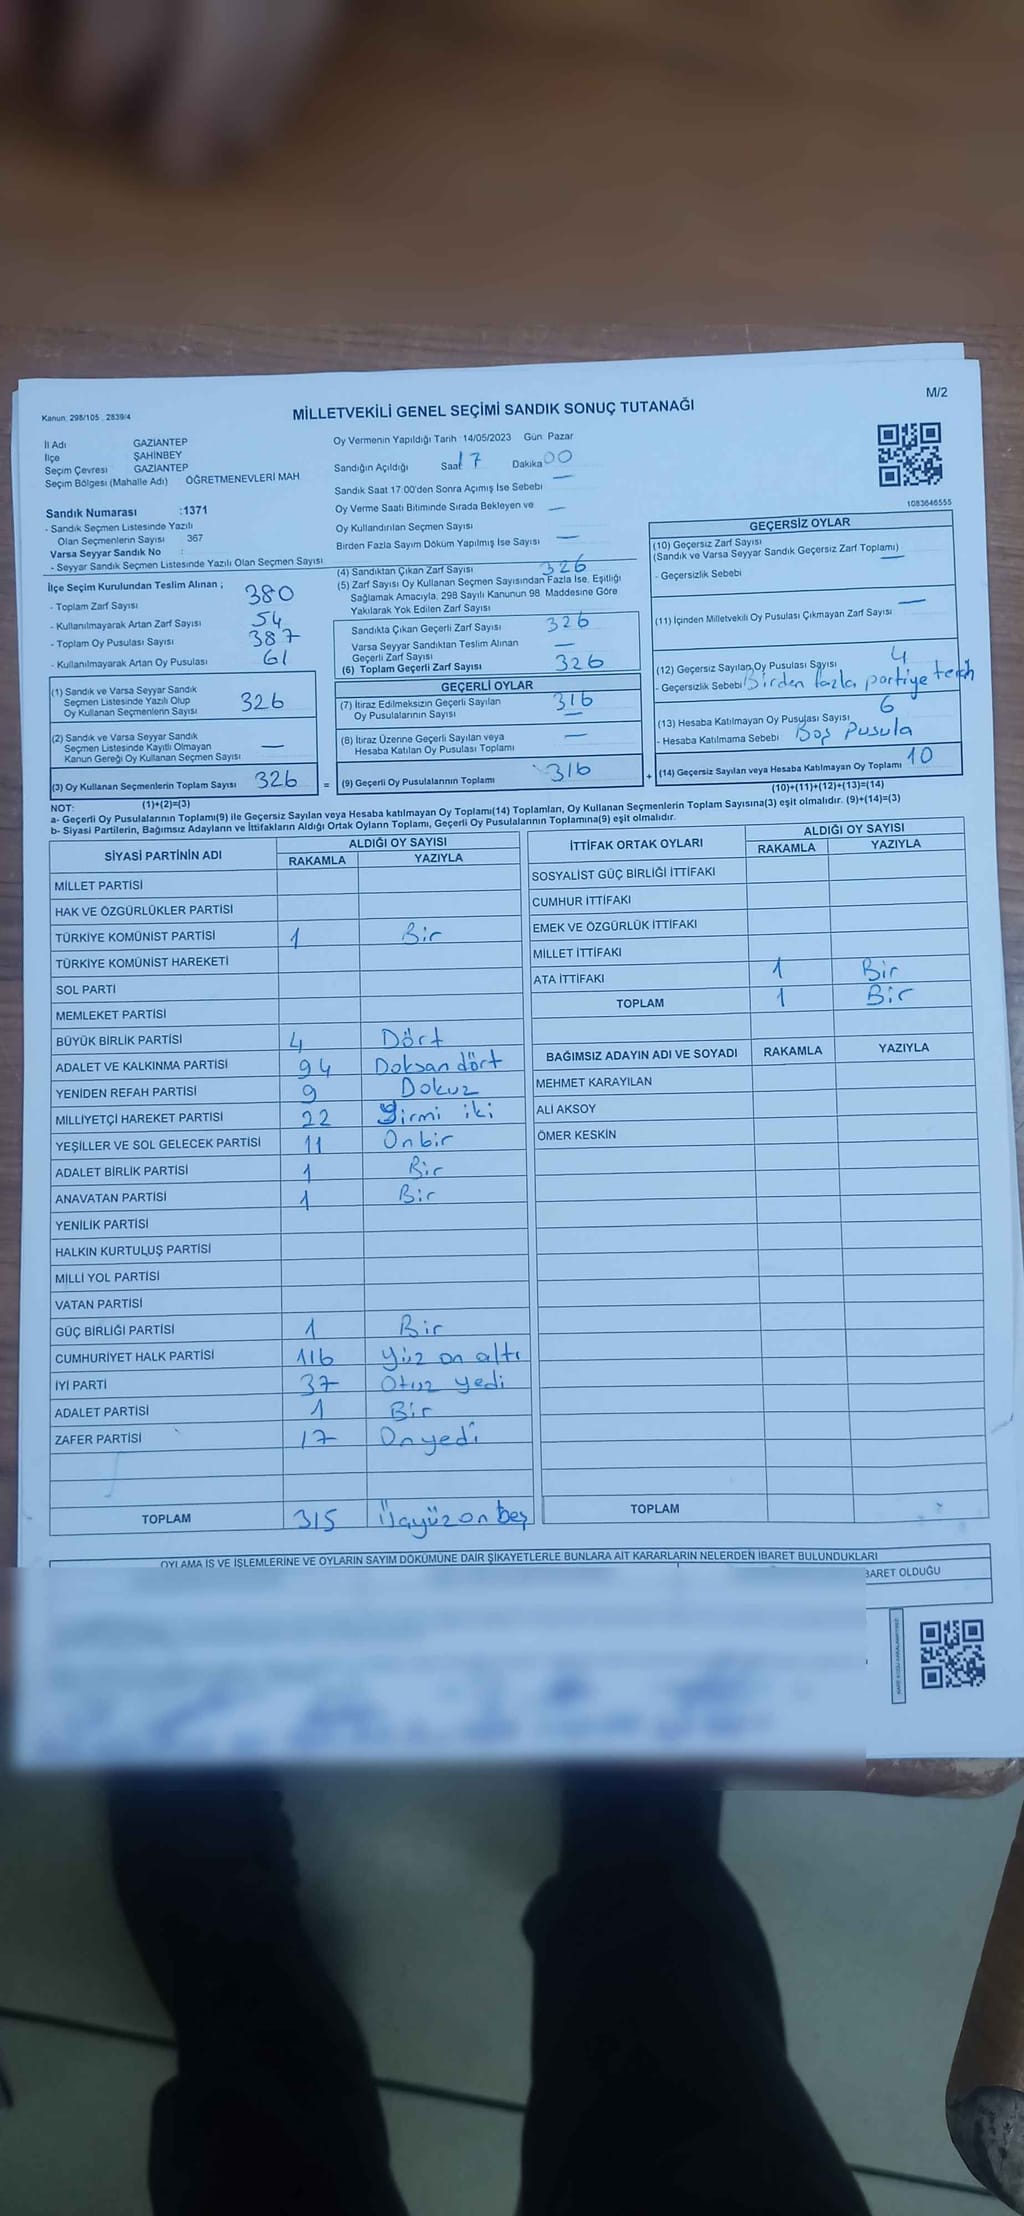 Kanun: 298/105 2839/4
MİLLETVEKİLİ GENEL SEÇİMİ SANDIK SONUÇ TUTANAĞI
M/2
İl Adı GAZİANTEP
İlçe ŞAHİNBEY
Seçim Çevresi GAZİANTEP
Seçim Bölgesi (Mahalle Adı) ÖĞRETMENEVLERİ MAH
Sandık Numarası :1371
- Sandık Seçmen Listesinde Yazılı
Olan Seçmenlerin Sayısı 367
Varsa Seyyar Sandık No :
- Seyyar Sandık Seçmen Listesinde Yazılı Olan Seçmen Sayısı
Oy Vermenin Yapıldığı Tarih 14/05/2023 Gün: Pazar
Sandığın Açıldığı Saat 17 Dakika 00
Sandık Saat 17:00'den Sonra Açımış İse Sebebi —
Oy Verme Saati Bitiminde Sırada Bekleyen ve
Oy Kullandırılan Seçmen Sayısı —
Birden Fazla Sayım Döküm Yapılmış İse Sayısı —
1083646555
İlçe Seçim Kurulundan Teslim Alınan ;
- Toplam Zarf Sayısı 380
- Kullanılmayarak Artan Zarf Sayısı 54
- Toplam Oy Pusulası Sayısı 387
- Kullanılmayarak Artan Oy Pusulası 61
(1) Sandık ve Varsa Seyyar Sandık
Seçmen Listesinde Yazılı Olup
Oy Kullanan Seçmenlerin Sayısı 326
(2) Sandık ve Varsa Seyyar Sandık
Seçmen Listesinde Kayıtlı Olmayan
Kanun Gereği Oy Kullanan Seçmen Sayısı —
(3) Oy Kullanan Seçmenlerin Toplam Sayısı 326
(4) Sandıktan Çıkan Zarf Sayısı 326
(5) Zarf Sayısı Oy Kullanan Seçmen Sayısından Fazla İse, Eşitliği
Sağlamak Amacıyla, 298 Sayılı Kanunun 98. Maddesine Göre
Yakılarak Yok Edilen Zarf Sayısı
Sandıkta Çıkan Geçerli Zarf Sayısı 326
Varsa Seyyar Sandıktan Teslim Alınan
Geçerli Zarf Sayısı —
(6) Toplam Geçerli Zarf Sayısı 326
GEÇERLİ OYLAR
(7) İtiraz Edilmeksizin Geçerli Sayılan
Oy Pusulalarının Sayısı 316
(8) İtiraz Üzerine Geçerli Sayılan veya
Hesaba Katılan Oy Pusulası Toplamı —
= (9) Geçerli Oy Pusulalarının Toplamı 316
GEÇERSİZ OYLAR
(10) Geçersiz Zarf Sayısı
(Sandık ve Varsa Seyyar Sandık Geçersiz Zarf Toplamı) —
- Geçersizlik Sebebi
(11) İçinden Milletvekili Oy Pusulası Çıkmayan Zarf Sayısı —
(12) Geçersiz Sayılan Oy Pusulası Sayısı 4
- Geçersizlik Sebebi Birden fazla partiye
(13) Hesaba Katılmayan Oy Pusulası Sayısı 6
- Hesaba Katılmama Sebebi Boş Pusula
+ (14) Geçersiz Sayılan veya Hesaba Katılmayan Oy Toplamı 10
NOT: (1)+(2)=(3)
(10)+(11)+(12)+(13)=(14)
a- Geçerli Oy Pusulalarının Toplamı(9) ile Geçersiz Sayılan veya Hesaba katılmayan Oy Toplamı(14) Toplamları, Oy Kullanan Seçmenlerin Toplam Sayısına(3) eşit olmalıdır. (9)+(14)=(3)
b- Siyasi Partilerin, Bağımsız Adayların ve İttifakların Aldığı Ortak Oyların Toplamı, Geçerli Oy Pusulalarının Toplamına(9) eşit olmalıdır.
SİYASİ PARTİNİN ADI ALDIĞI OY SAYISI
RAKAMLA YAZIYLA
MİLLET PARTİSİ
HAK VE ÖZGÜRLÜKLER PARTİSİ
TÜRKİYE KOMÜNİST PARTİSİ 1 Bir
TÜRKİYE KOMÜNİST HAREKETİ
SOL PARTİ
MEMLEKET PARTİSİ
BÜYÜK BİRLİK PARTİSİ 4 Dört
ADALET VE KALKINMA PARTİSİ 94 Doksan dört
YENİDEN REFAH PARTİSİ 9 Dokuz
MİLLİYETÇİ HAREKET PARTİSİ 22 Yirmi iki
YEŞİLLER VE SOL GELECEK PARTİSİ 11 Onbir
ADALET BİRLİK PARTİSİ 1 Bir
ANAVATAN PARTİSİ 1 Bir
YENİLİK PARTİSİ
HALKIN KURTULUŞ PARTİSİ
MİLLİ YOL PARTİSİ
VATAN PARTİSİ
GÜÇ BİRLİĞİ PARTİSİ 1 Bir
CUMHURİYET HALK PARTİSİ 116 Yüz on altı
İYİ PARTİ 37 Otuz yedi
ADALET PARTİSİ 1 Bir
ZAFER PARTİSİ 17 Onyedi
TOPLAM 315 Üçyüz on beş
İTTİFAK ORTAK OYLARI ALDIĞI OY SAYISI
RAKAMLA YAZIYLA
SOSYALİST GÜÇ BİRLİĞİ İTTİFAKI
CUMHUR İTTİFAKI
EMEK VE ÖZGÜRLÜK İTTİFAKI
MİLLET İTTİFAKI
ATA İTTİFAKI 1 Bir
TOPLAM 1 Bir
BAĞIMSIZ ADAYIN ADI VE SOYADI RAKAMLA YAZIYLA
MEHMET KARAYILAN
ALİ AKSOY
ÖMER KESKİN
TOPLAM
OYLAMA İŞ VE İŞLEMLERİNE VE OYLARIN SAYIM DÖKÜMÜNE DAİR ŞİKAYETLERLE BUNLARA AİT KARARLARIN NELERDEN İBARET BULUNDUKLARI
BARET OLDUĞU